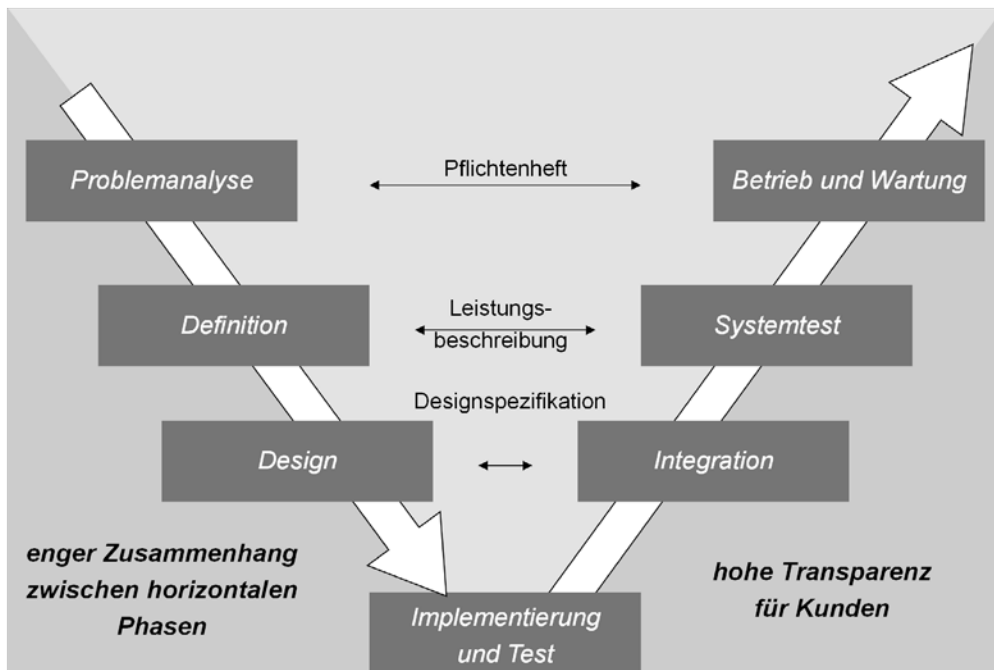 Problemanalyse
Pflichtenheft
Betrieb und Wartung
Definition
Leistungs-
beschreibung
Systemtest
Designspezifikation
Design
Integration
enger Zusammenhang
zwischen horizontalen
Phasen
hohe Transparenz
für Kunden
Implementierung
und Test